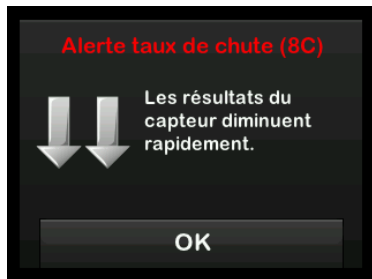 Alerte taux de chute (8C)
Les résultats du
capteur diminuent
rapidement.
OK